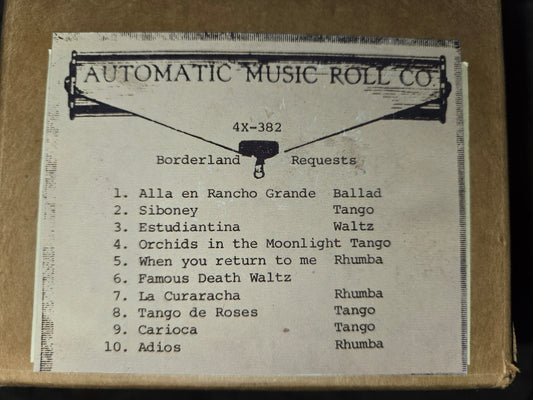 AUTOMATIC MUSIC ROLL CO.
4X-382
Borderland Requests
1. Alla en Rancho Grande Ballad
2. Siboney Tango
3. Estudiantina Waltz
4. Orchids in the Moonlight Tango
5. When you return to me Rhumba
6. Famous Death Waltz
7. La Curaracha Rhumba
8. Tango de Roses Tango
9. Carioca Tango
10. Adios Rhumba